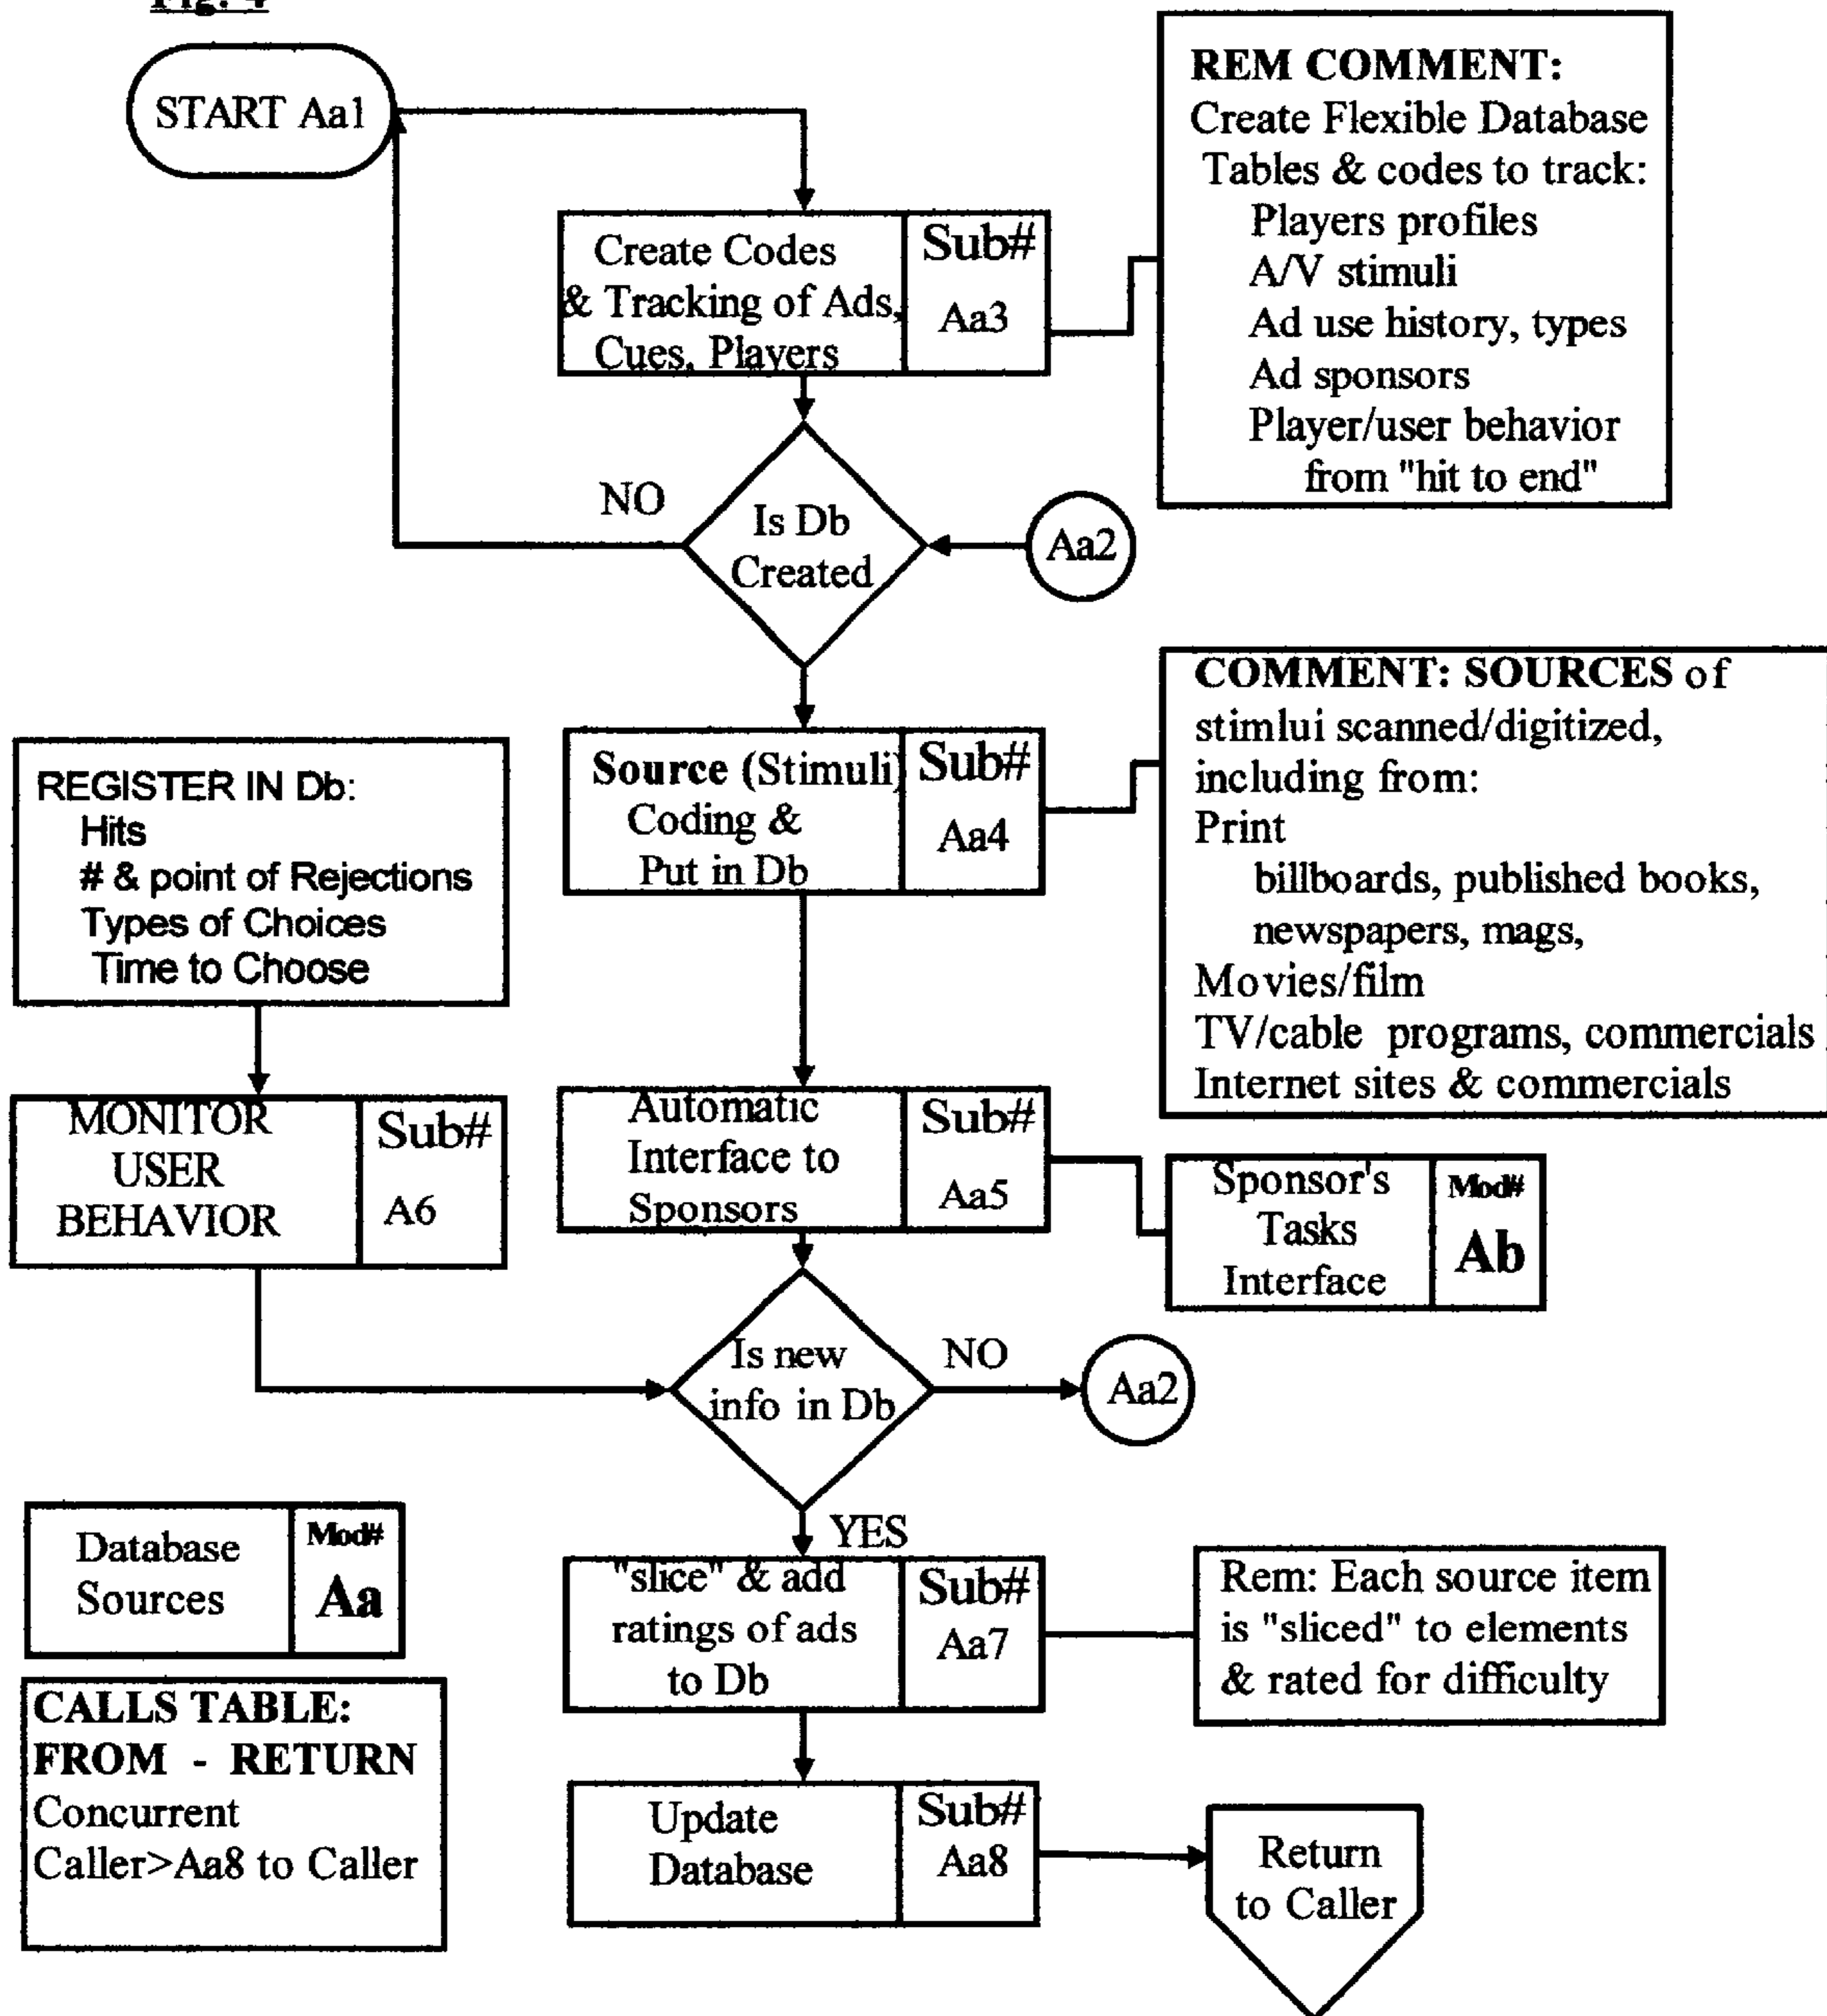 Fig. 4
START Aa1
REM COMMENT:
Create Flexible Database
Tables & codes to track:
Players profiles
A/V stimuli
Ad use history, types
Ad sponsors
Player/user behavior
from "hit to end"
Create Codes
& Tracking of Ads,
Cues, Players
Sub#
Aa3
NO
Is Db
Created
Aa2
COMMENT: SOURCES of
stimlui scanned/digitized,
including from:
Print
billboards, published books,
newspapers, mags,
Movies/film
TV/cable programs, commercials
Internet sites & commercials
Source (Stimuli)
Coding &
Put in Db
Sub#
Aa4
REGISTER IN Db:
Hits
# & point of Rejections
Types of Choices
Time to Choose
MONITOR
USER
BEHAVIOR
Sub#
A6
Automatic
Interface to
Sponsors
Sub#
Aa5
Sponsor's
Tasks
Interface
Mod#
Ab
Is new
info in Db
NO
Aa2
YES
Database
Sources
Mod#
Aa
"slice" & add
ratings of ads
to Db
Sub#
Aa7
Rem: Each source item
is "sliced" to elements
& rated for difficulty
CALLS TABLE:
FROM - RETURN
Concurrent
Caller>Aa8 to Caller
Update
Database
Sub#
Aa8
Return
to Caller